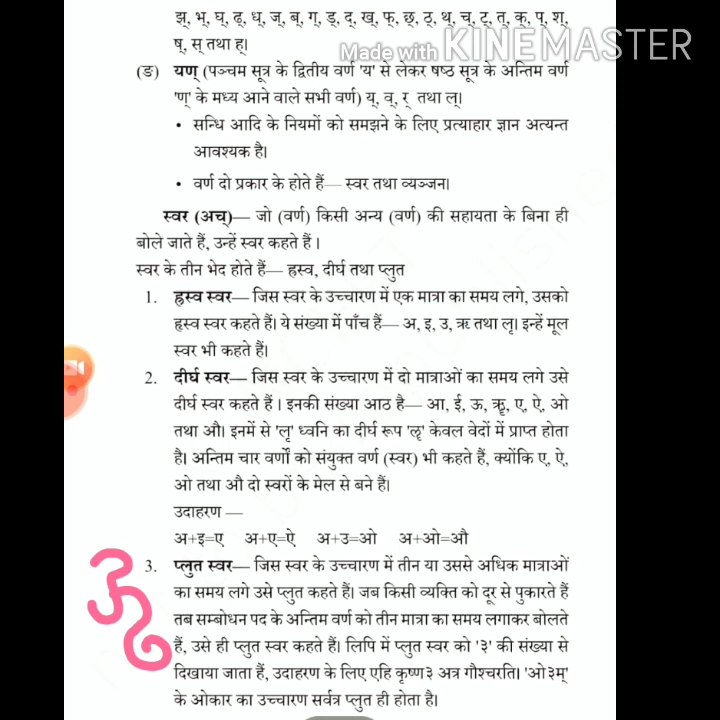 झ्, भ्, घ्, ढ्, ध्, ज्, ब्, ग्, ड्, द्, ख्, फ्, छ्, ठ्, थ्, च्, ट्, त्, क्, प्, श्,
ष्, स् तथा ह्।
Made with KINEMASTER
(ङ) यण् (पञ्चम सूत्र के द्वितीय वर्ण 'य' से लेकर षष्ठ सूत्र के अन्तिम वर्ण
'ण्' के मध्य आने वाले सभी वर्ण) य्, व्, र् तथा ल्।
• सन्धि आदि के नियमों को समझने के लिए प्रत्याहार ज्ञान अत्यन्त
आवश्यक है।
• वर्ण दो प्रकार के होते हैं— स्वर तथा व्यञ्जन।
स्वर (अच्)— जो (वर्ण) किसी अन्य (वर्ण) की सहायता के बिना ही
बोले जाते हैं, उन्हें स्वर कहते हैं ।
स्वर के तीन भेद होते हैं— ह्रस्व, दीर्घ तथा प्लुत
1. ह्रस्व स्वर— जिस स्वर के उच्चारण में एक मात्रा का समय लगे, उसको
ह्रस्व स्वर कहते हैं। ये संख्या में पाँच हैं— अ, इ, उ, ऋ तथा लृ। इन्हें मूल
स्वर भी कहते हैं।
2. दीर्घ स्वर— जिस स्वर के उच्चारण में दो मात्राओं का समय लगे उसे
दीर्घ स्वर कहते हैं । इनकी संख्या आठ है— आ, ई, ऊ, ॠ, ए, ऐ, ओ
तथा औ। इनमें से 'लृ' ध्वनि का दीर्घ रूप 'लॄ' केवल वेदों में प्राप्त होता
है। अन्तिम चार वर्णों को संयुक्त वर्ण (स्वर) भी कहते हैं, क्योंकि ए, ऐ,
ओ तथा औ दो स्वरों के मेल से बने हैं।
उदाहरण —
अ+इ=ए अ+ए=ऐ अ+उ=ओ अ+ओ=औ
3. प्लुत स्वर— जिस स्वर के उच्चारण में तीन या उससे अधिक मात्राओं
का समय लगे उसे प्लुत कहते हैं। जब किसी व्यक्ति को दूर से पुकारते हैं
तब सम्बोधन पद के अन्तिम वर्ण को तीन मात्रा का समय लगाकर बोलते
हैं, उसे ही प्लुत स्वर कहते हैं। लिपि में प्लुत स्वर को '३' की संख्या से
दिखाया जाता हैं, उदाहरण के लिए एहि कृष्ण३ अत्र गौश्चरति। 'ओ३म्'
के ओकार का उच्चारण सर्वत्र प्लुत ही होता है।